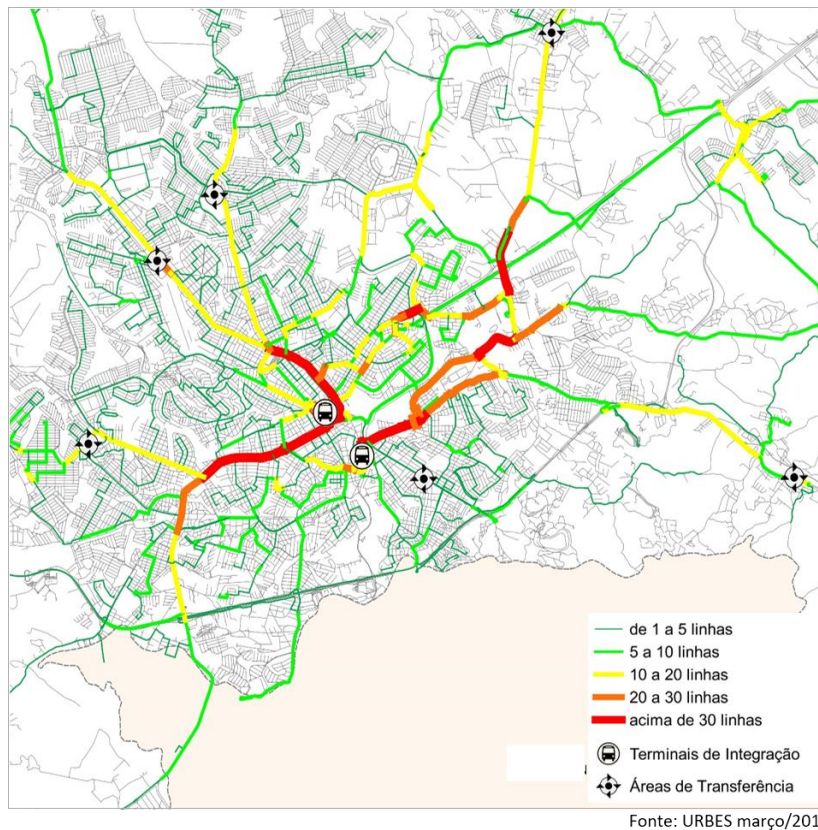 de 1 a 5 linhas
5 a 10 linhas
10 a 20 linhas
20 a 30 linhas
acima de 30 linhas
Terminais de Integração
Áreas de Transferência
Fonte: URBES março/201